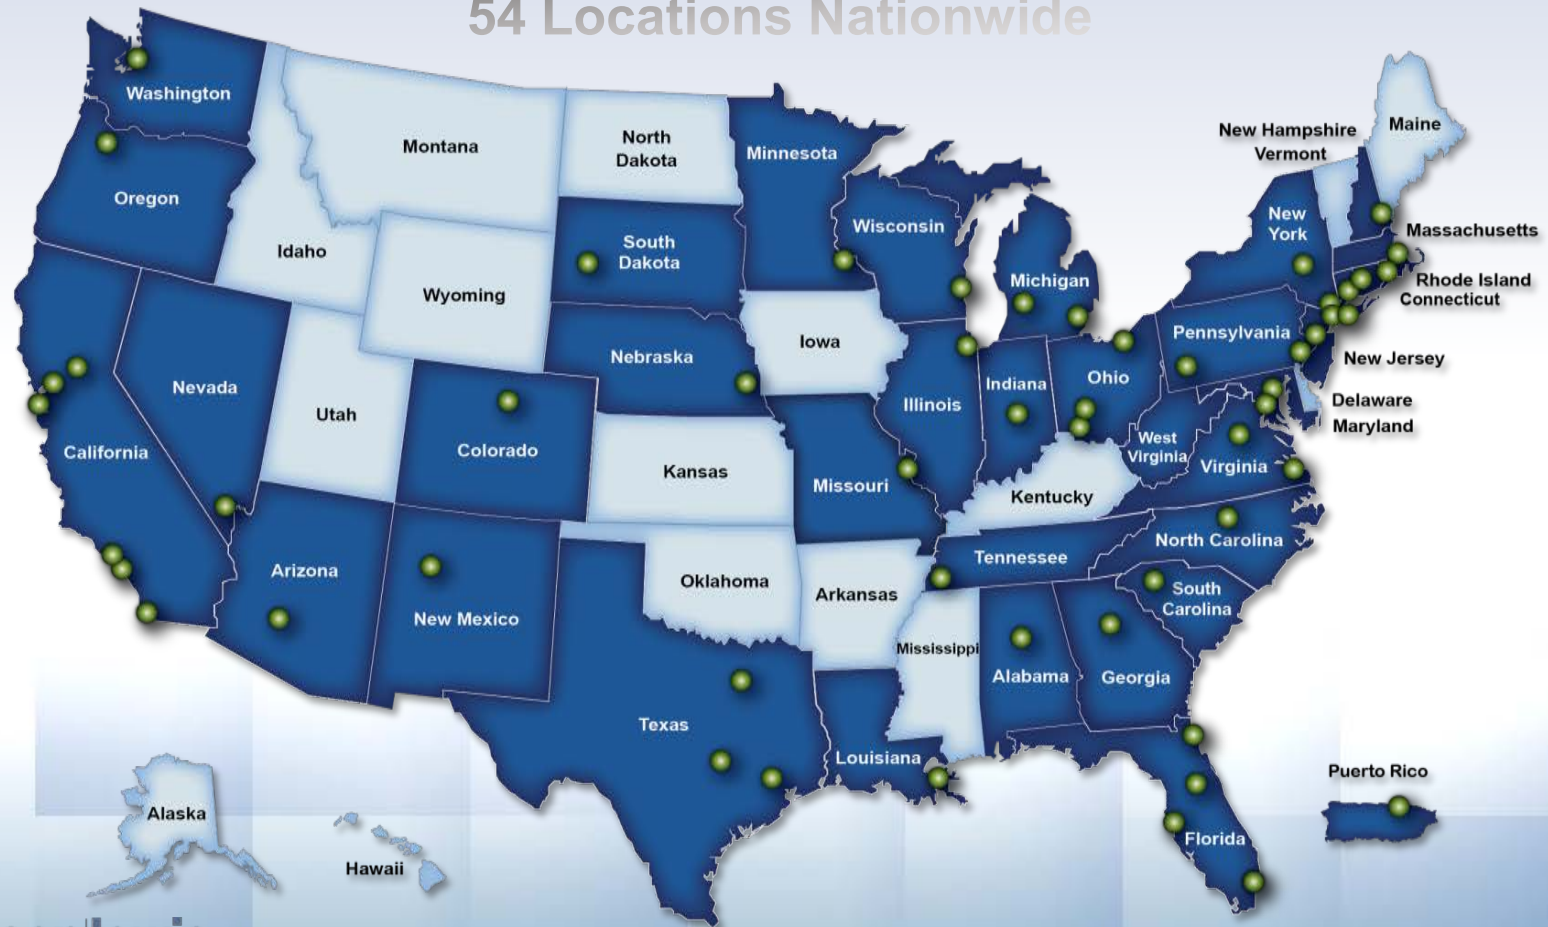 54 Locations Nationwide
Washington
Montana
North
Dakota
Minnesota
New Hampshire
Vermont
Maine
Oregon
Idaho
South
Dakota
Wisconsin
Michigan
New
York
Massachusetts
Rhode Island
Connecticut
Wyoming
Nebraska
Iowa
Pennsylvania
New Jersey
Nevada
Utah
Colorado
Illinois
Indiana
Ohio
Delaware
Maryland
California
Kansas
Missouri
Kentucky
West
Virginia
Virginia
Arizona
New Mexico
Oklahoma
Arkansas
Tennessee
North Carolina
South
Carolina
Mississippi
Alabama
Georgia
Texas
Louisiana
Florida
Puerto Rico
Alaska
Hawaii